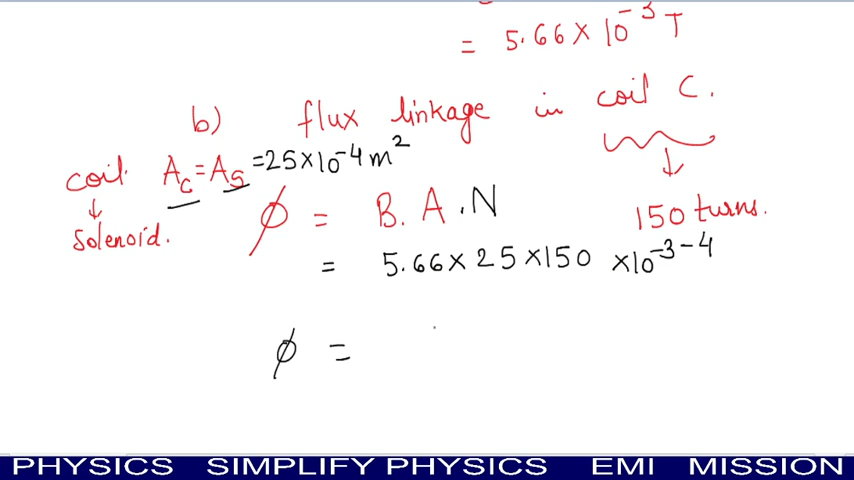 = 5.66 × 10⁻³ T
b) flux linkage in coil C.
coil A_C = A_S = 25×10⁻⁴ m²
↓
Solenoid.
↓
150 turns.
ϕ = B. A . N
= 5.66 × 25 × 150 × 10⁻³⁻⁴
ϕ =
PHYSICS SIMPLIFY PHYSICS EMI MISSION